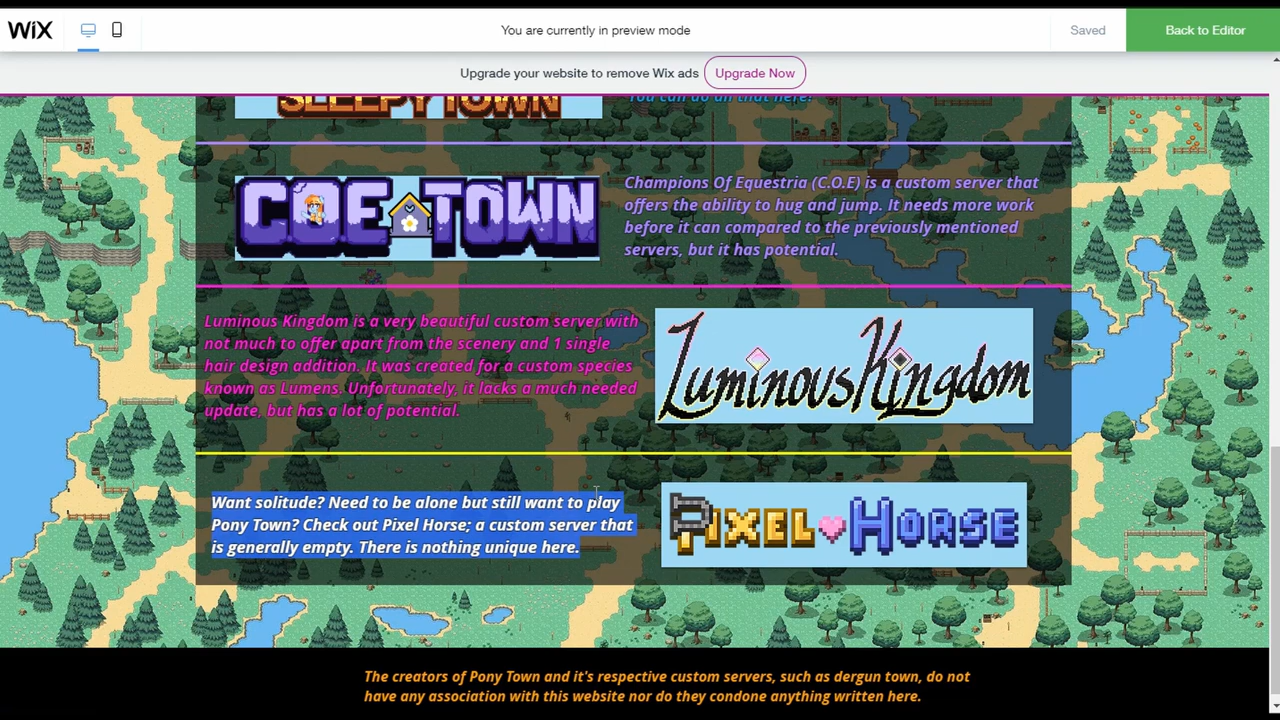 WiX
You are currently in preview mode
Saved
Back to Editor
Upgrade your website to remove Wix ads
Upgrade Now
SLEEPY TOWN
You can do all that here!
COE TOWN
Champions Of Equestria (C.O.E) is a custom server that
offers the ability to hug and jump. It needs more work
before it can compared to the previously mentioned
servers, but it has potential.
Luminous Kingdom is a very beautiful custom server with
not much to offer apart from the scenery and 1 single
hair design addition. It was created for a custom species
known as Lumens. Unfortunately, it lacks a much needed
update, but has a lot of potential.
Luminous Kingdom
Want solitude? Need to be alone but still want to play
Pony Town? Check out Pixel Horse; a custom server that
is generally empty. There is nothing unique here.
PIXEL HORSE
The creators of Pony Town and it's respective custom servers, such as dergun town, do not
have any association with this website nor do they condone anything written here.